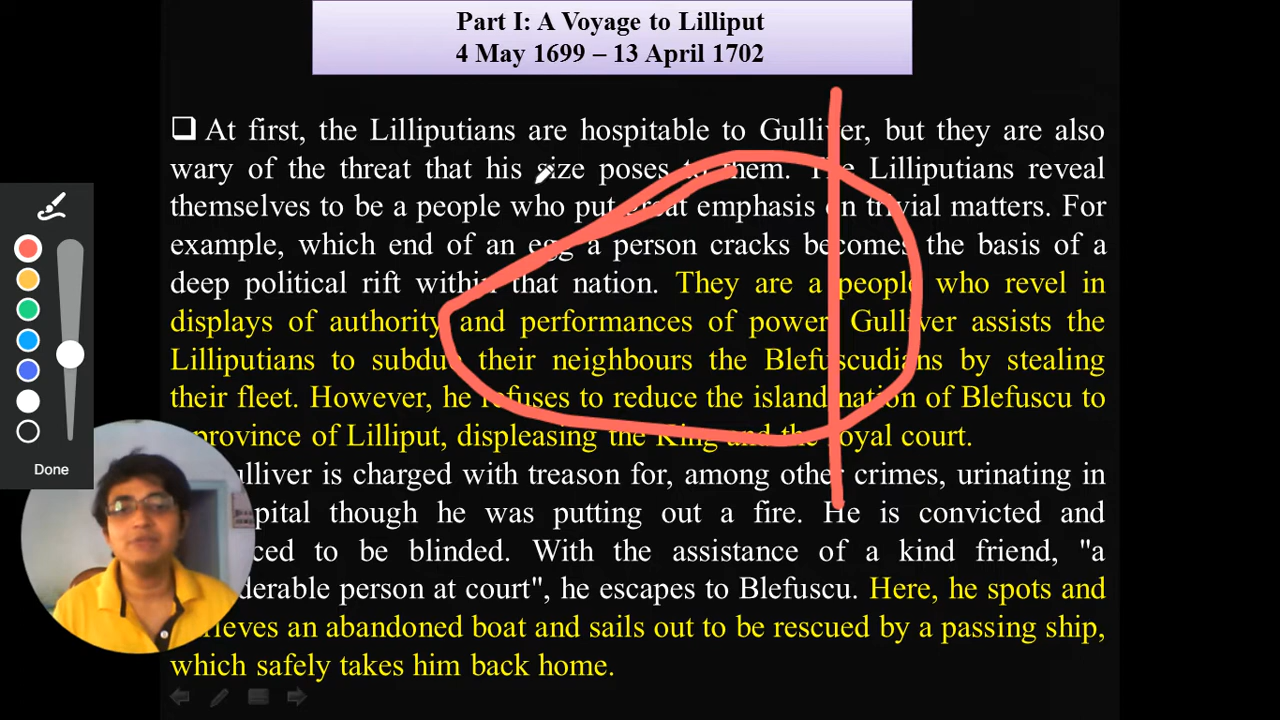 Part I: A Voyage to Lilliput
4 May 1699 – 13 April 1702
❑ At first, the Lilliputians are hospitable to Gulliver, but they are also
wary of the threat that his size poses to them. The Lilliputians reveal
themselves to be a people who put great emphasis on trivial matters. For
example, which end of an egg a person cracks becomes the basis of a
deep political rift within that nation. They are a people who revel in
displays of authority and performances of power. Gulliver assists the
Lilliputians to subdue their neighbours the Blefuscudians by stealing
their fleet. However, he refuses to reduce the island nation of Blefuscu to
province of Lilliput, displeasing the King and the royal court.
ulliver is charged with treason for, among other crimes, urinating in
pital though he was putting out a fire. He is convicted and
ced to be blinded. With the assistance of a kind friend, "a
derable person at court", he escapes to Blefuscu. Here, he spots and
ieves an abandoned boat and sails out to be rescued by a passing ship,
which safely takes him back home.
Done